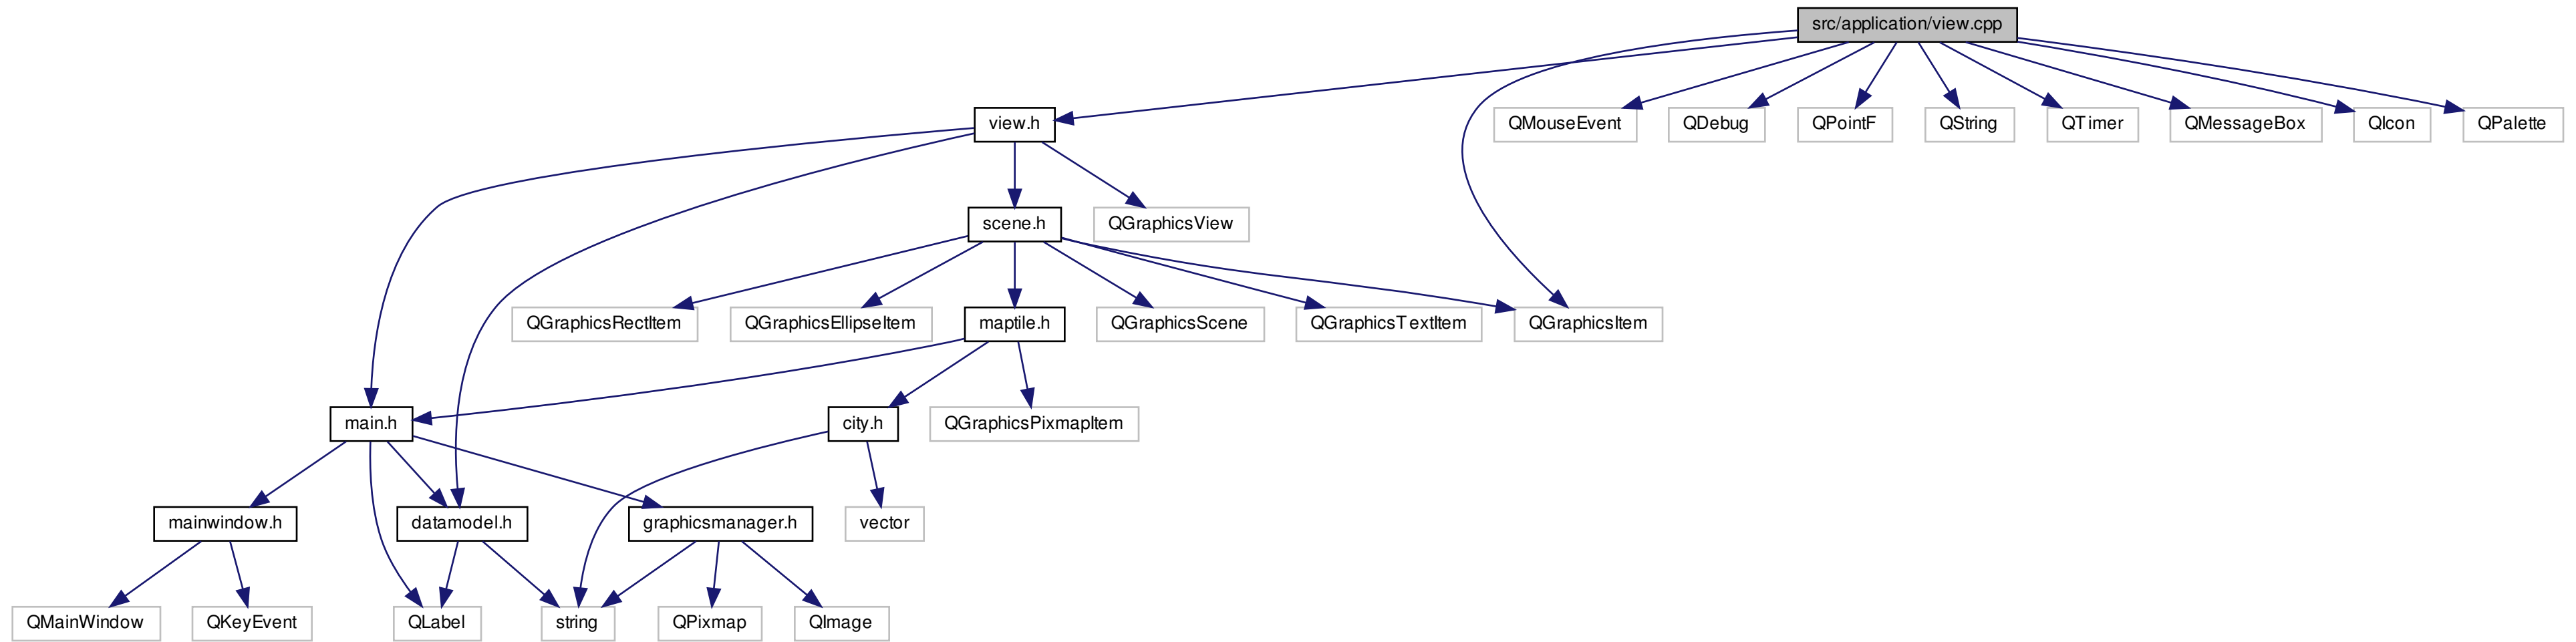 src/application/view.cpp
view.h
QMouseEvent
QDebug
QPointF
QString
QTimer
QMessageBox
QIcon
QPalette
scene.h
QGraphicsView
QGraphicsRectItem
QGraphicsEllipseItem
maptile.h
QGraphicsScene
QGraphicsTextItem
QGraphicsItem
main.h
city.h
QGraphicsPixmapItem
mainwindow.h
datamodel.h
graphicsmanager.h
vector
QMainWindow
QKeyEvent
QLabel
string
QPixmap
QImage